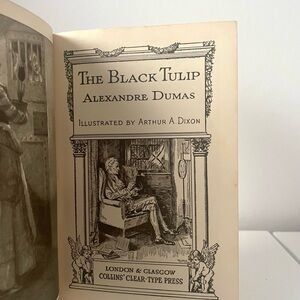 THE BLACK TULIP
ALEXANDRE DUMAS
ILLUSTRATED BY ARTHUR A. DIXON
LONDON & GLASGOW
COLLINS' CLEAR-TYPE PRESS